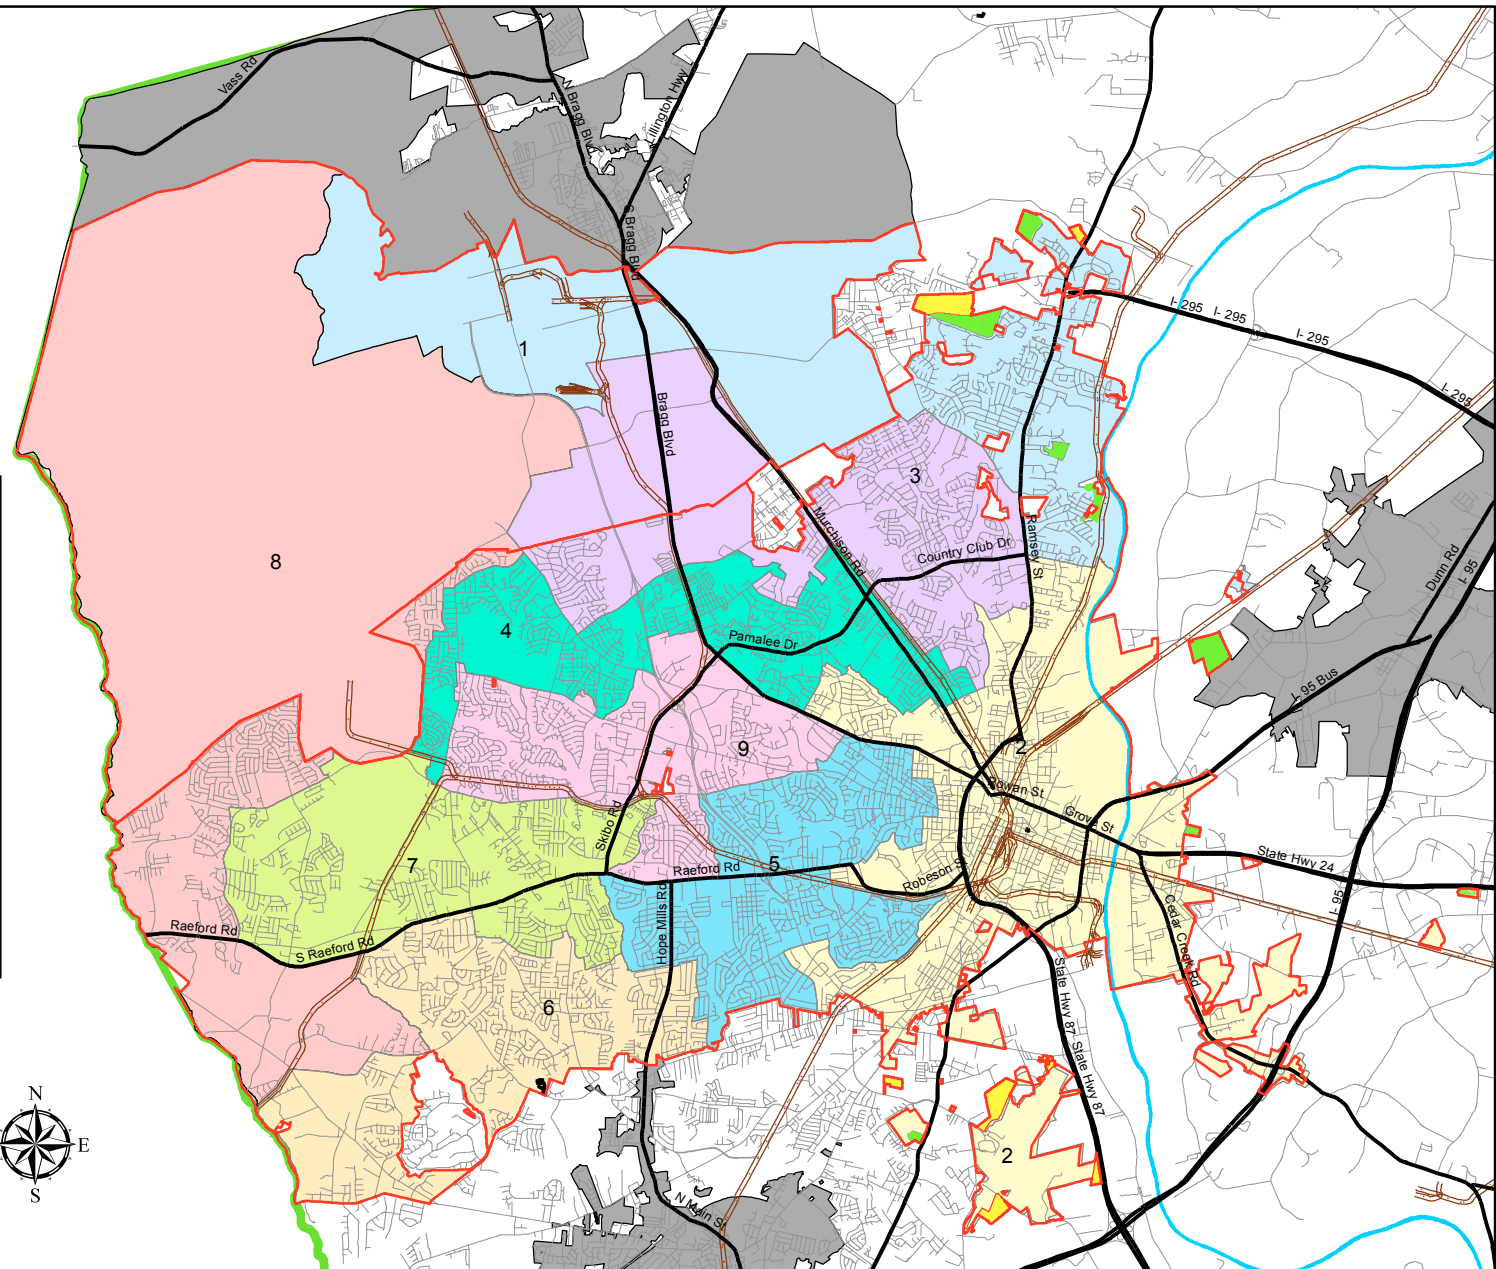 Vass Rd
N Bragg Blv
Lillington Hwy
S Bragg Blvd
I- 295
I- 295
I- 295
I- 295
1
Bragg Blvd
3
Murchison Rd
Country Club Dr
Ramsey St
8
4
Pamalee Dr
Dunn Rd
I- 95
I- 95 Bus
9
2
Rowan St
Grove St
Skibo Rd
State Hwy 24
7
Raeford Rd
5
Robeson St
I- 95
Hope Mills Rd
Cedar Creek Rd
Raeford Rd
S Raeford Rd
6
State Hwy 87
State Hwy 87
N
E
S
2
N Main St